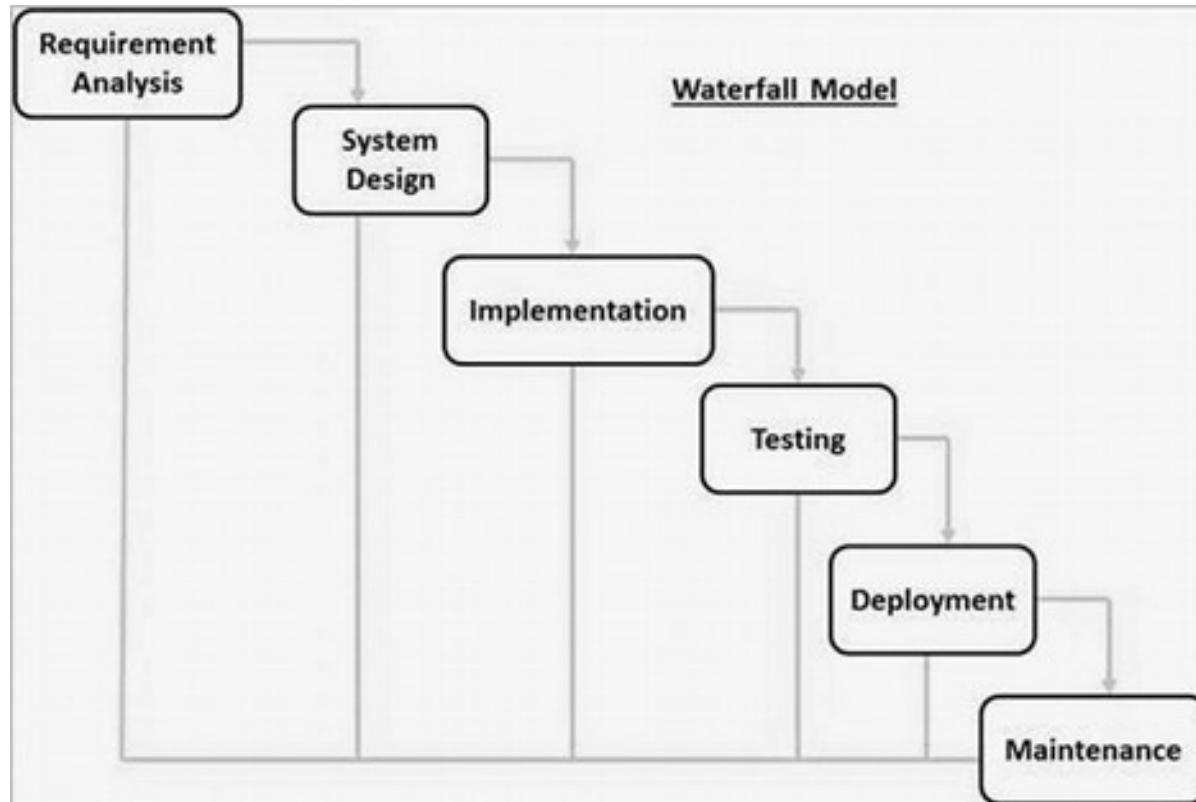 Requirement
Analysis
Waterfall Model
System
Design
Implementation
Testing
Deployment
Maintenance